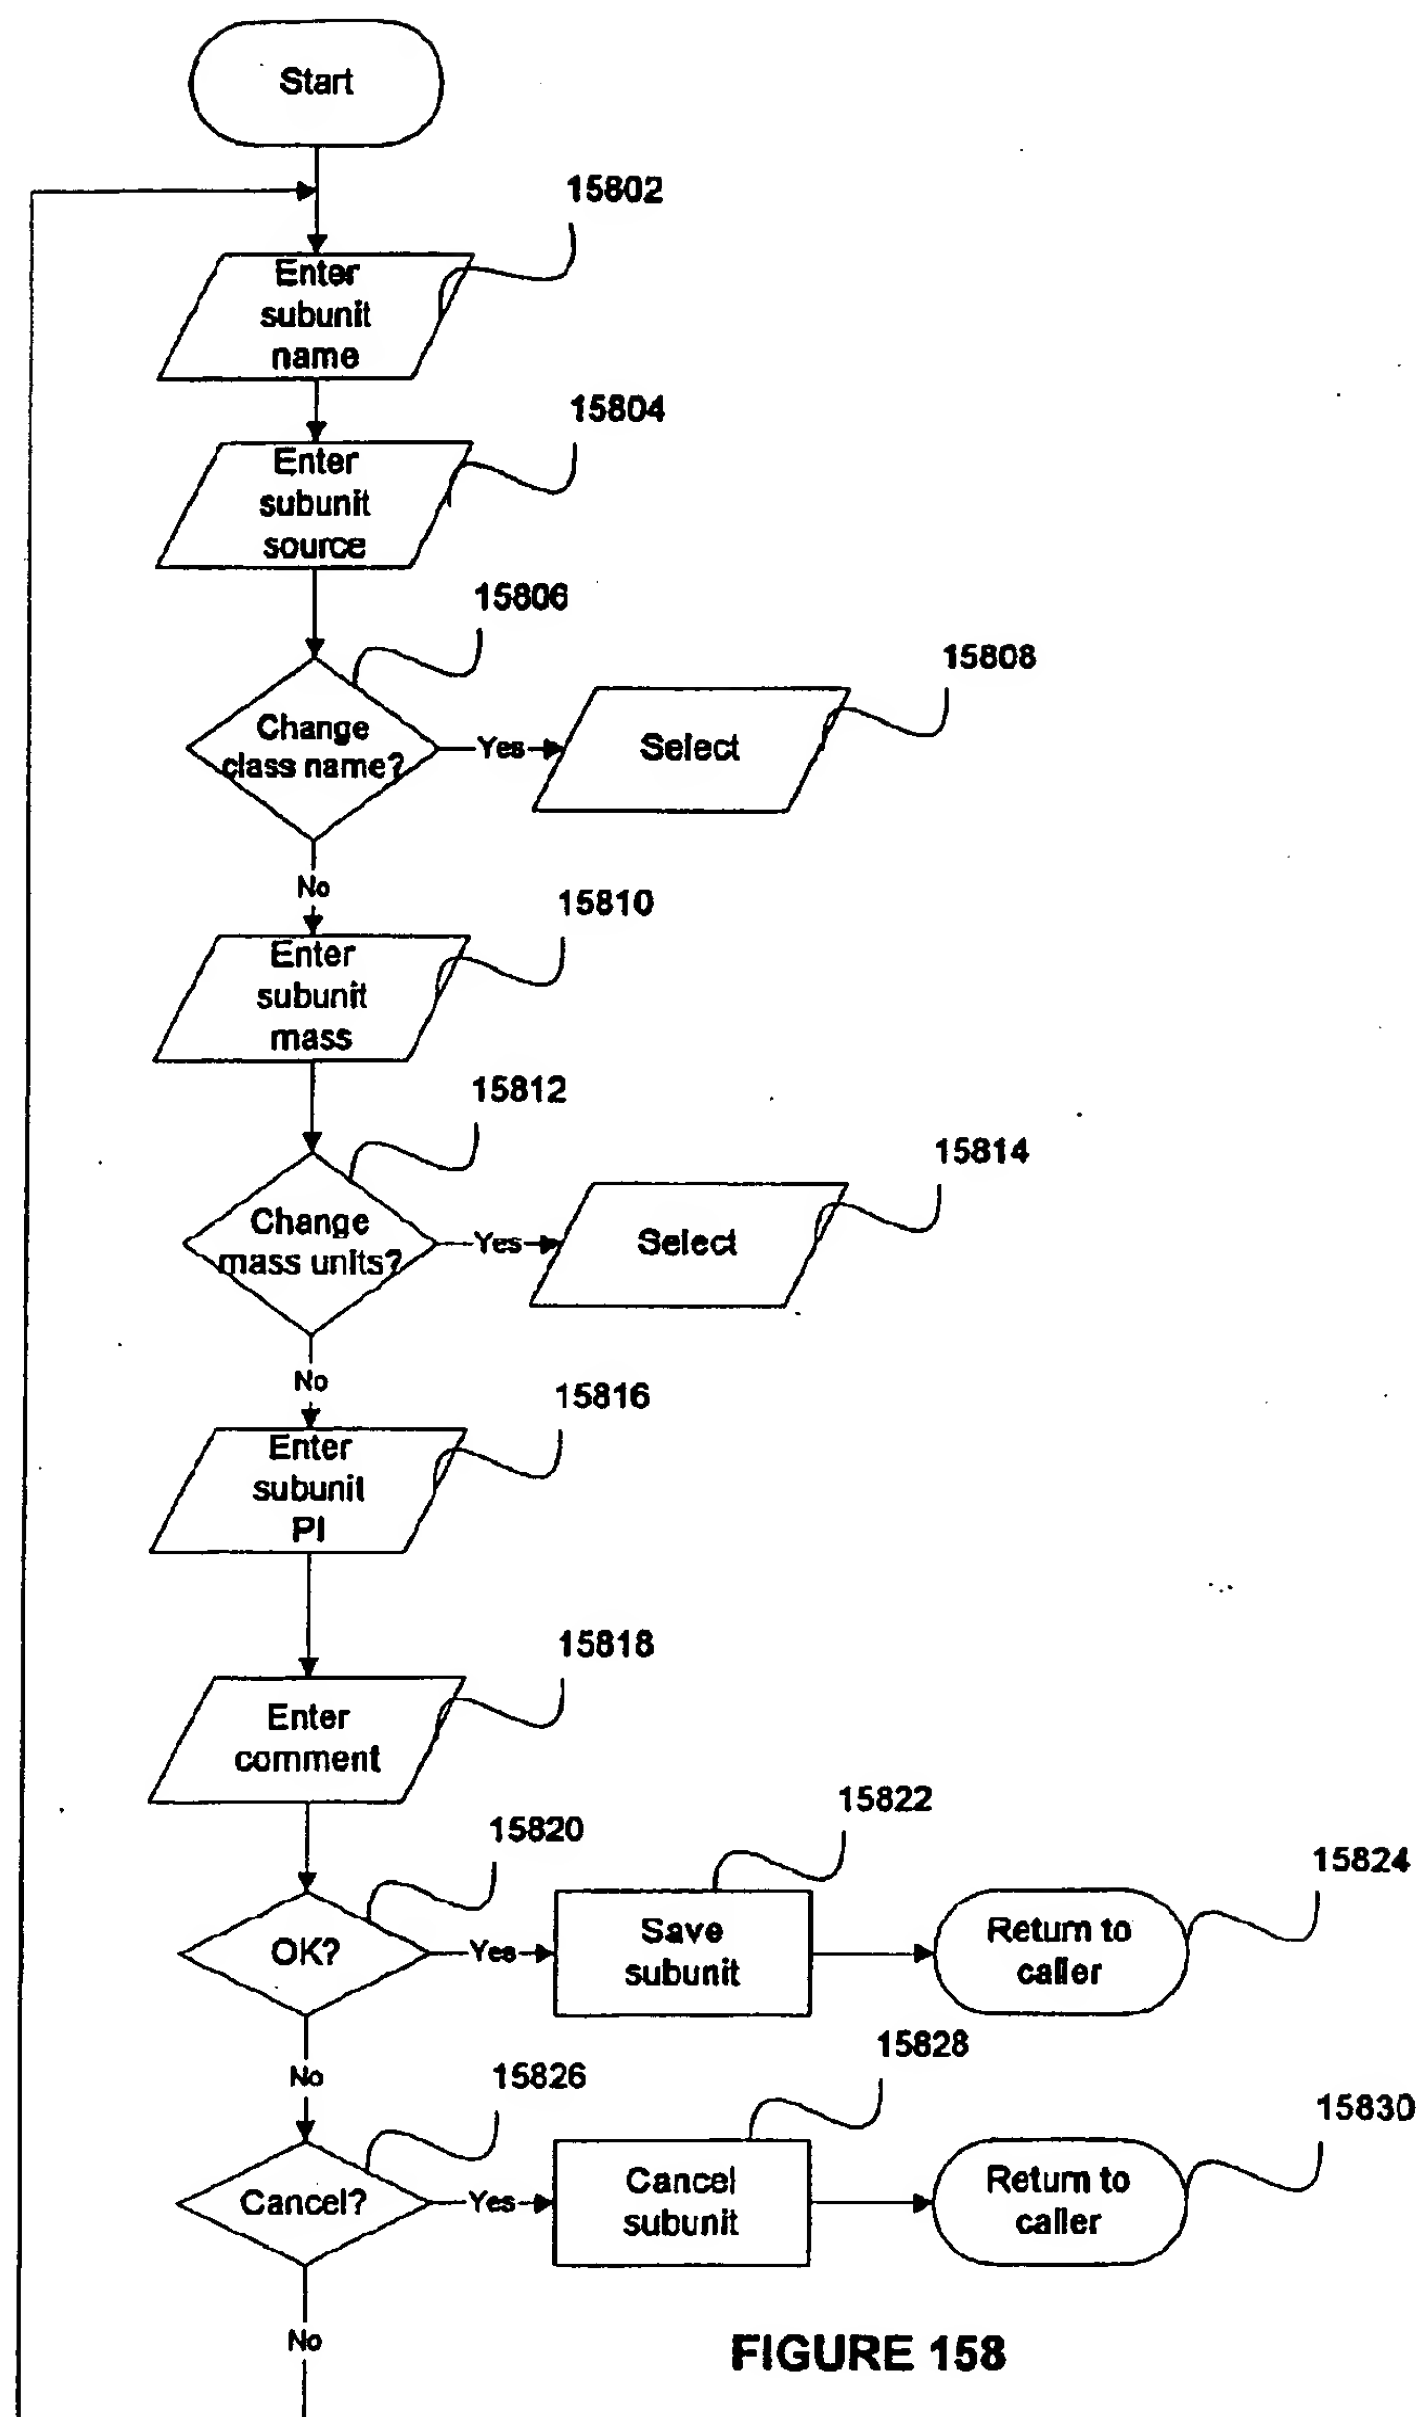 Start
15802
Enter
subunit
name
15804
Enter
subunit
source
15806
Change
class name?
Yes
15808
Select
No
15810
Enter
subunit
mass
15812
Change
mass units?
Yes
15814
Select
No
15816
Enter
subunit
PI
15818
Enter
comment
15820
OK?
Yes
15822
Save
subunit
15824
Return to
caller
No
15826
Cancel?
Yes
15828
Cancel
subunit
15830
Return to
caller
No
FIGURE 158